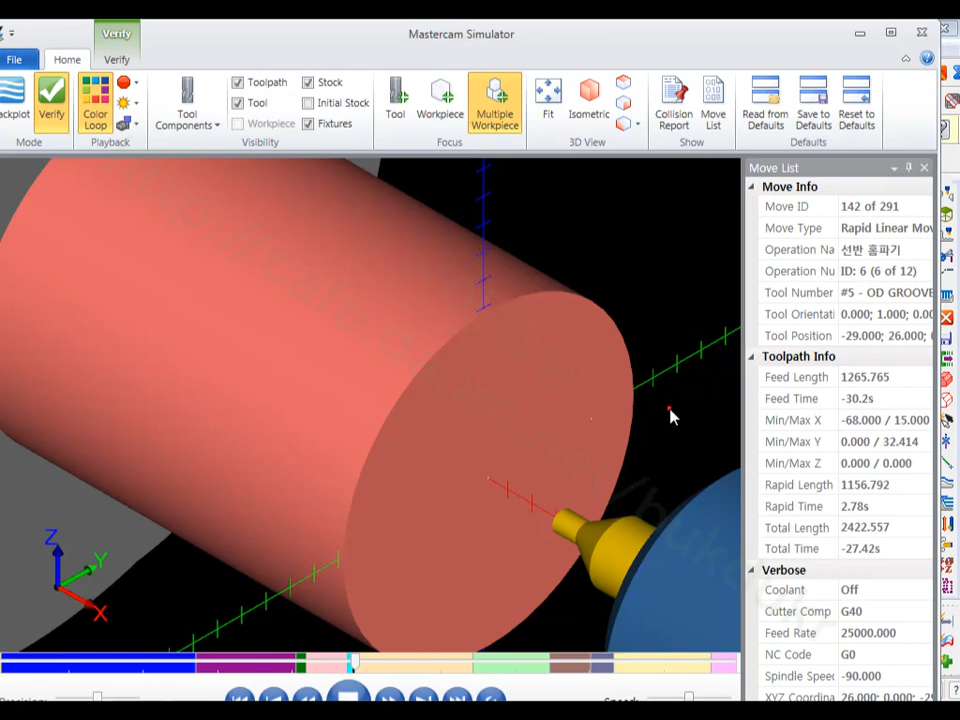 Verify
Mastercam Simulator
File
Home
Verify
Backplot
Verify
Mode
Color Loop
Playback
Tool Components
Toolpath
Tool
Workpiece
Stock
Initial Stock
Fixtures
Visibility
Tool
Workpiece
Multiple Workpiece
Focus
Fit
Isometric
3D View
Collision Report
Move List
Show
Read from Defaults
Save to Defaults
Reset to Defaults
Defaults
Move List
Move Info
Move ID 142 of 291
Move Type Rapid Linear Mov
Operation Na 선반 홈파기
Operation Nu ID: 6 (6 of 12)
Tool Number #5 - OD GROOVE
Tool Orientati 0.000; 1.000; 0.00
Tool Position -29.000; 26.000;
Toolpath Info
Feed Length 1265.765
Feed Time -30.2s
Min/Max X -68.000 / 15.000
Min/Max Y 0.000 / 32.414
Min/Max Z 0.000 / 0.000
Rapid Length 1156.792
Rapid Time 2.78s
Total Length 2422.557
Total Time -27.42s
Verbose
Coolant Off
Cutter Comp G40
Feed Rate 25000.000
NC Code G0
Spindle Speed -90.000
XYZ Coordina 26.000; 0.000; -2
Z
Y
X